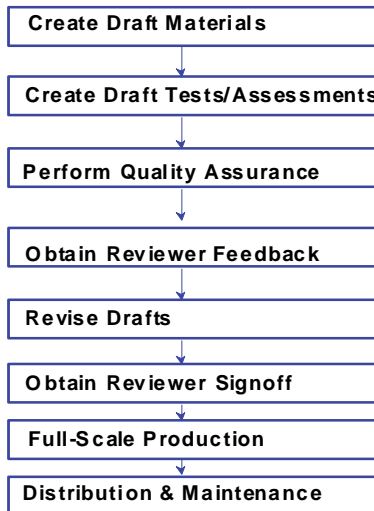 Create Draft Materials
Create Draft Tests/Assessments
Perform Quality Assurance
Obtain Reviewer Feedback
Revise Drafts
Obtain Reviewer Signoff
Full-Scale Production
Distribution & Maintenance